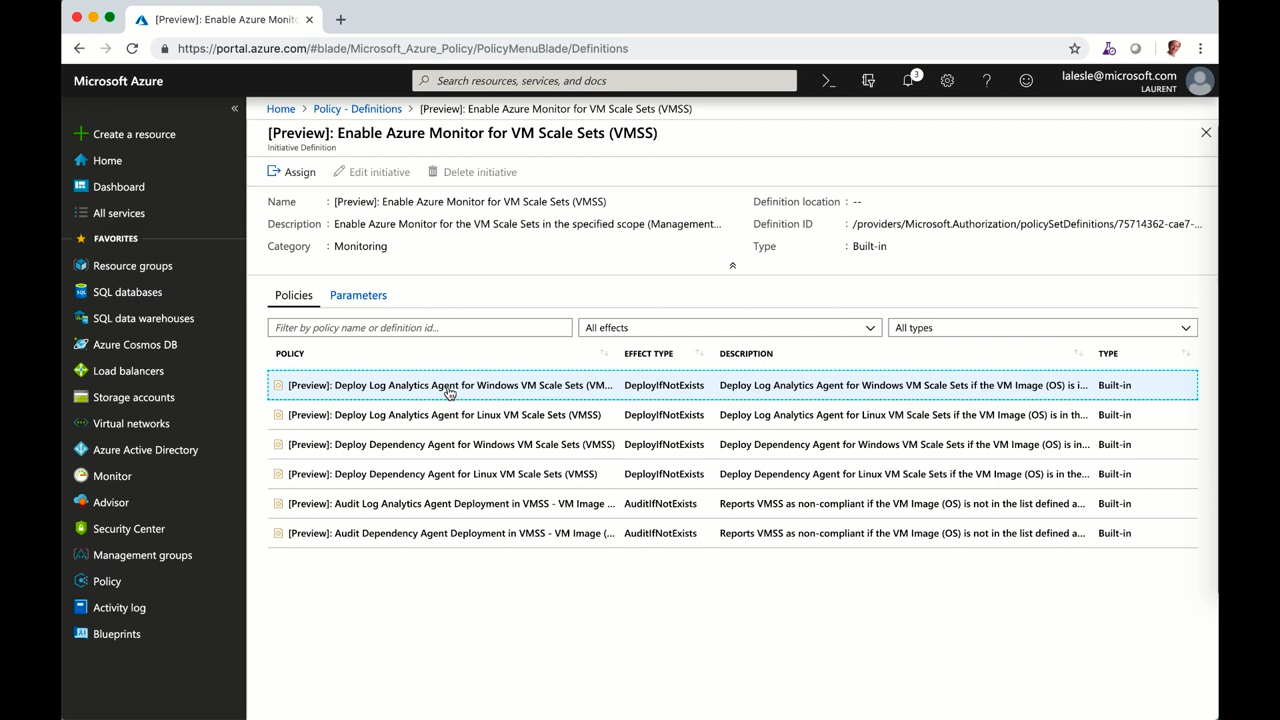 [Preview]: Enable Azure Monito
https://portal.azure.com/#blade/Microsoft_Azure_Policy/PolicyMenuBlade/Definitions
Microsoft Azure
Search resources, services, and docs
3
lalesle@microsoft.com
LAURENT
Create a resource
Home
Dashboard
All services
FAVORITES
Resource groups
SQL databases
SQL data warehouses
Azure Cosmos DB
Load balancers
Storage accounts
Virtual networks
Azure Active Directory
Monitor
Advisor
Security Center
Management groups
Policy
Activity log
Blueprints
Home > Policy - Definitions > [Preview]: Enable Azure Monitor for VM Scale Sets (VMSS)
[Preview]: Enable Azure Monitor for VM Scale Sets (VMSS)
Initiative Definition
Assign Edit initiative Delete initiative
Name : [Preview]: Enable Azure Monitor for VM Scale Sets (VMSS) Definition location : --
Description : Enable Azure Monitor for the VM Scale Sets in the specified scope (Management... Definition ID : /providers/Microsoft.Authorization/policySetDefinitions/75714362-cae7-...
Category : Monitoring Type : Built-in
Policies Parameters
Filter by policy name or definition id... All effects All types
POLICY EFFECT TYPE DESCRIPTION TYPE
[Preview]: Deploy Log Analytics Agent for Windows VM Scale Sets (VM... DeployIfNotExists Deploy Log Analytics Agent for Windows VM Scale Sets if the VM Image (OS) is i... Built-in
[Preview]: Deploy Log Analytics Agent for Linux VM Scale Sets (VMSS) DeployIfNotExists Deploy Log Analytics Agent for Linux VM Scale Sets if the VM Image (OS) is in th... Built-in
[Preview]: Deploy Dependency Agent for Windows VM Scale Sets (VMSS) DeployIfNotExists Deploy Dependency Agent for Windows VM Scale Sets if the VM Image (OS) is in... Built-in
[Preview]: Deploy Dependency Agent for Linux VM Scale Sets (VMSS) DeployIfNotExists Deploy Dependency Agent for Linux VM Scale Sets if the VM Image (OS) is in the... Built-in
[Preview]: Audit Log Analytics Agent Deployment in VMSS - VM Image ... AuditIfNotExists Reports VMSS as non-compliant if the VM Image (OS) is not in the list defined a... Built-in
[Preview]: Audit Dependency Agent Deployment in VMSS - VM Image (... AuditIfNotExists Reports VMSS as non-compliant if the VM Image (OS) is not in the list defined a... Built-in